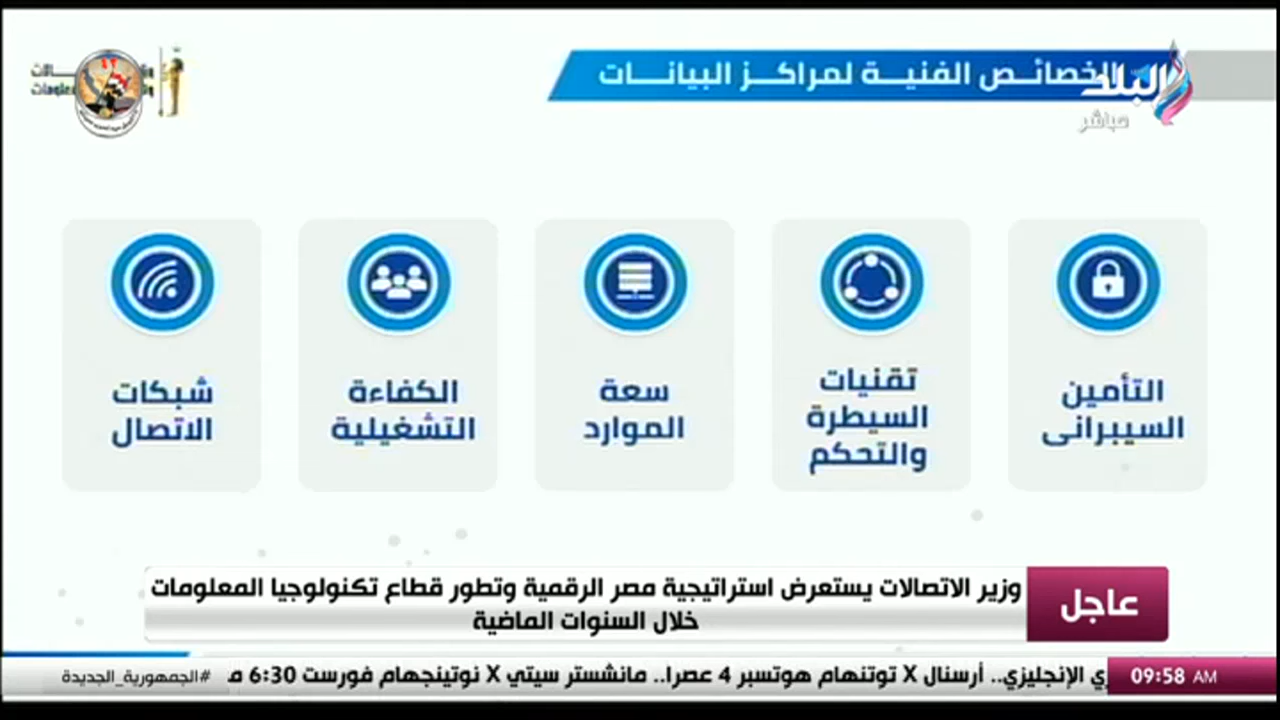 الخصائص الفنية لمراكز البيانات
البلد
مباشر
التأمين
السيبرانى
تقنيات
السيطرة
والتحكم
سعة
الموارد
الكفاءة
التشغيلية
شبكات
الاتصال
عاجل
وزير الاتصالات يستعرض استراتيجية مصر الرقمية وتطور قطاع تكنولوجيا المعلومات
خلال السنوات الماضية
09:58 AM
الإنجليزي.. أرسنال X توتنهام هوتسبر 4 عصرا.. مانشستر سيتي X نوتينجهام فورست 6:30 م
#الجمهورية_الجديدة